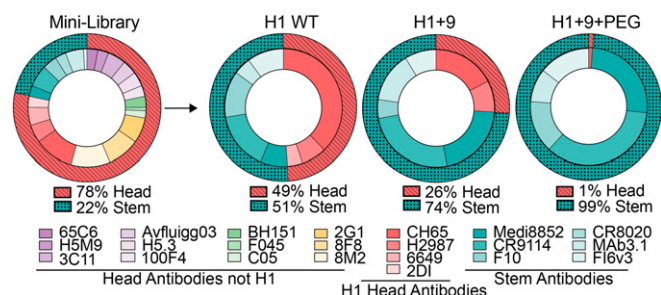 Mini-Library
H1 WT
H1+9
H1+9+PEG
78% Head
22% Stem
49% Head
51% Stem
26% Head
74% Stem
1% Head
99% Stem
65C6
H5M9
3C11
Avfluigg03
H5.3
100F4
BH151
F045
C05
2G1
8F8
8M2
CH65
H2987
6649
2DI
Medi8852
CR9114
F10
CR8020
MAb3.1
FI6v3
Head Antibodies not H1
H1 Head Antibodies
Stem Antibodies